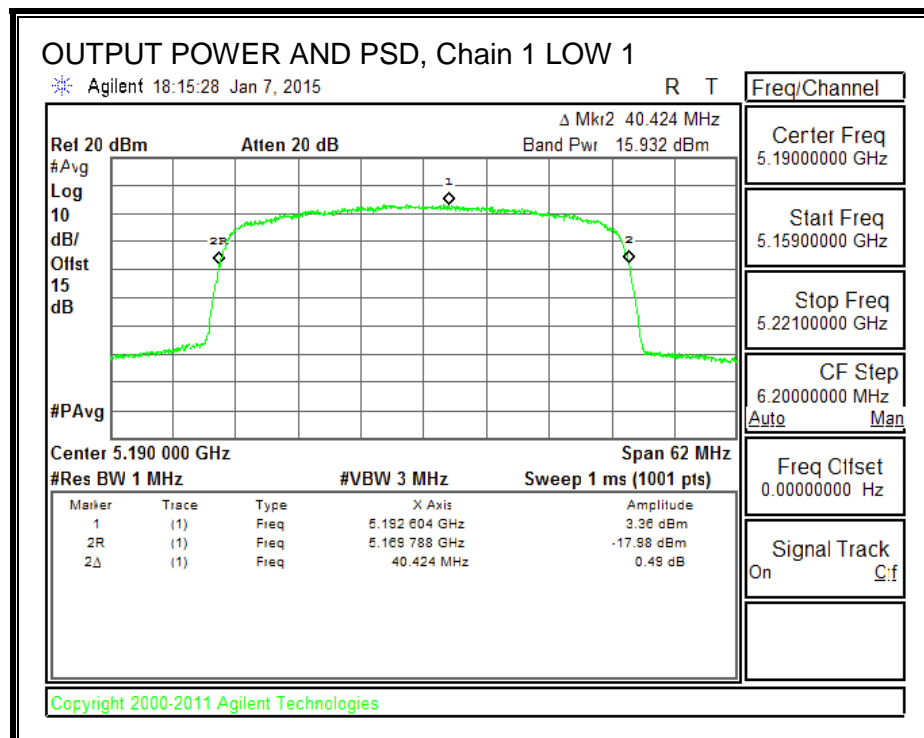 OUTPUT POWER AND PSD, Chain 1 LOW 1
Agilent 18:15:28 Jan 7, 2015 R T
Δ Mkr2 40.424 MHz
Ref 20 dBm Atten 20 dB Band Pwr 15.932 dBm
#Avg
Log
10
dB/
Offst
15
dB
#PAvg
1
2R
2
Center 5.190 000 GHz Span 62 MHz
#Res BW 1 MHz #VBW 3 MHz Sweep 1 ms (1001 pts)
Marker Trace Type X Axis Amplitude
1 (1) Freq 5.192 604 GHz 3.36 dBm
2R (1) Freq 5.169 788 GHz -17.98 dBm
2Δ (1) Freq 40.424 MHz 0.49 dB
Freq/Channel
Center Freq
5.19000000 GHz
Start Freq
5.15900000 GHz
Stop Freq
5.22100000 GHz
CF Step
6.20000000 MHz
Auto Man
Freq Offset
0.00000000 Hz
Signal Track
On Off
Copyright 2000-2011 Agilent Technologies